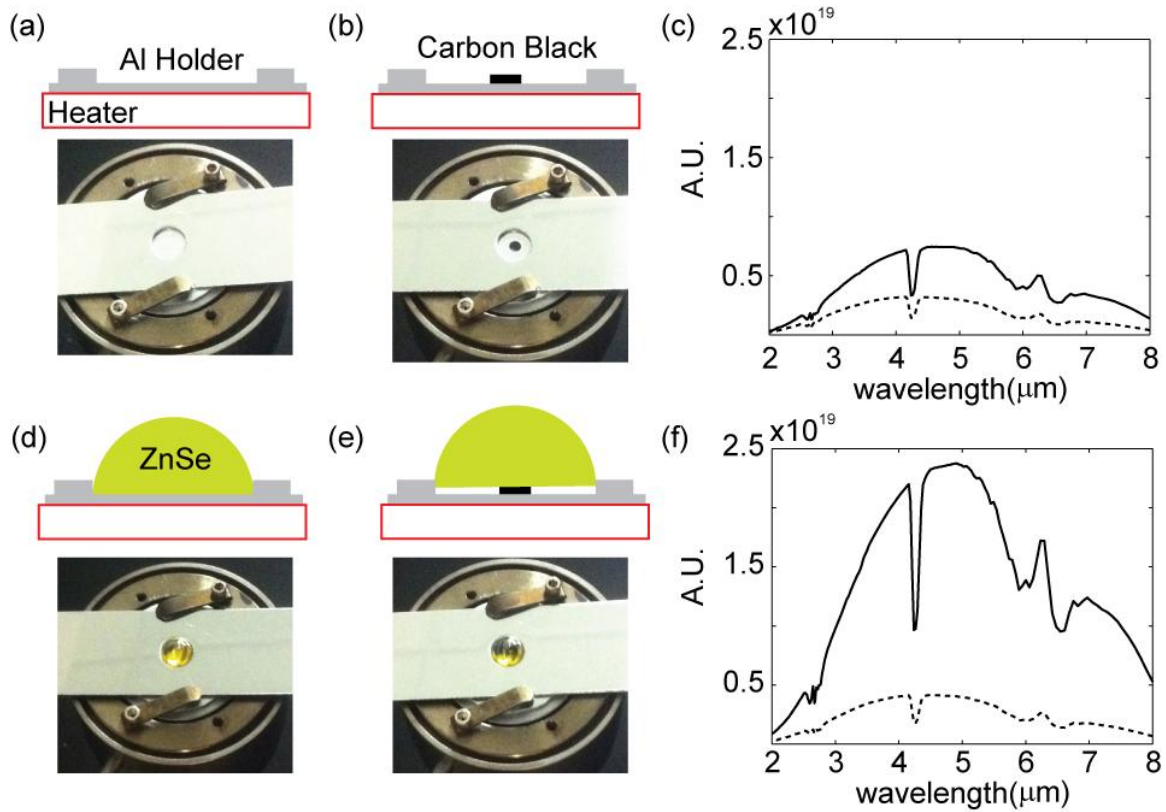 (a)
Al Holder
Heater
(b)
Carbon Black
(c)
x10^19
2.5
1.5
0.5
A.U.
2 3 4 5 6 7 8
wavelength(μm)
(d)
ZnSe
(e)
(f)
x10^19
2.5
1.5
0.5
A.U.
2 3 4 5 6 7 8
wavelength(μm)